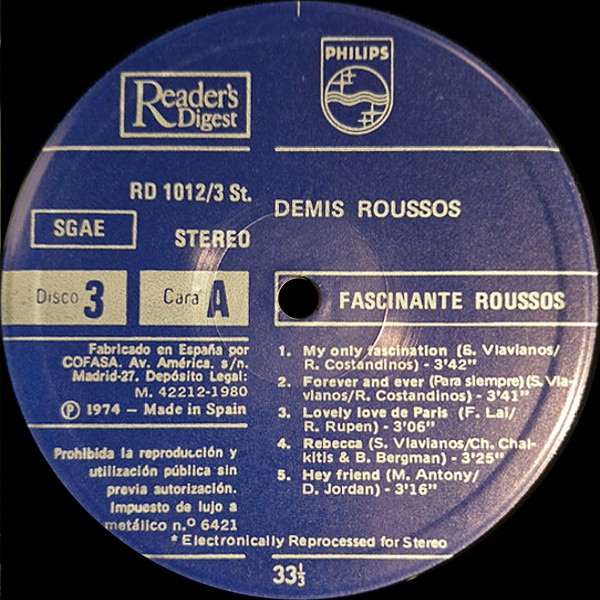 PHILIPS
Reader's
Digest
RD 1012/3 St.
SGAE
STEREO
DEMIS ROUSSOS
Disco 3
Cara A
FASCINANTE ROUSSOS
Fabricado en España por
COFASA. Av. América, s/n.
Madrid-27. Depósito Legal:
M. 42212-1980
Ⓟ 1974 – Made in Spain
Prohibida la reproducción y
utilización pública sin
previa autorización.
Impuesto de lujo a
metálico n.º 6421
1. My only fascination (S. Vlavianos/
R. Costandinos) - 3'42"
2. Forever and ever (Para siempre) (S. Vla-
vianos/R. Costandinos) - 3'41"
3. Lovely love de Paris (F. Lai/
R. Rupen) - 3'06"
4. Rebecca (S. Vlavianos/Ch. Chal-
kitis & B. Bergman) - 3'25"
5. Hey friend (M. Antony/
D. Jordan) - 3'16"
* Electronically Reprocessed for Stereo
33⅓